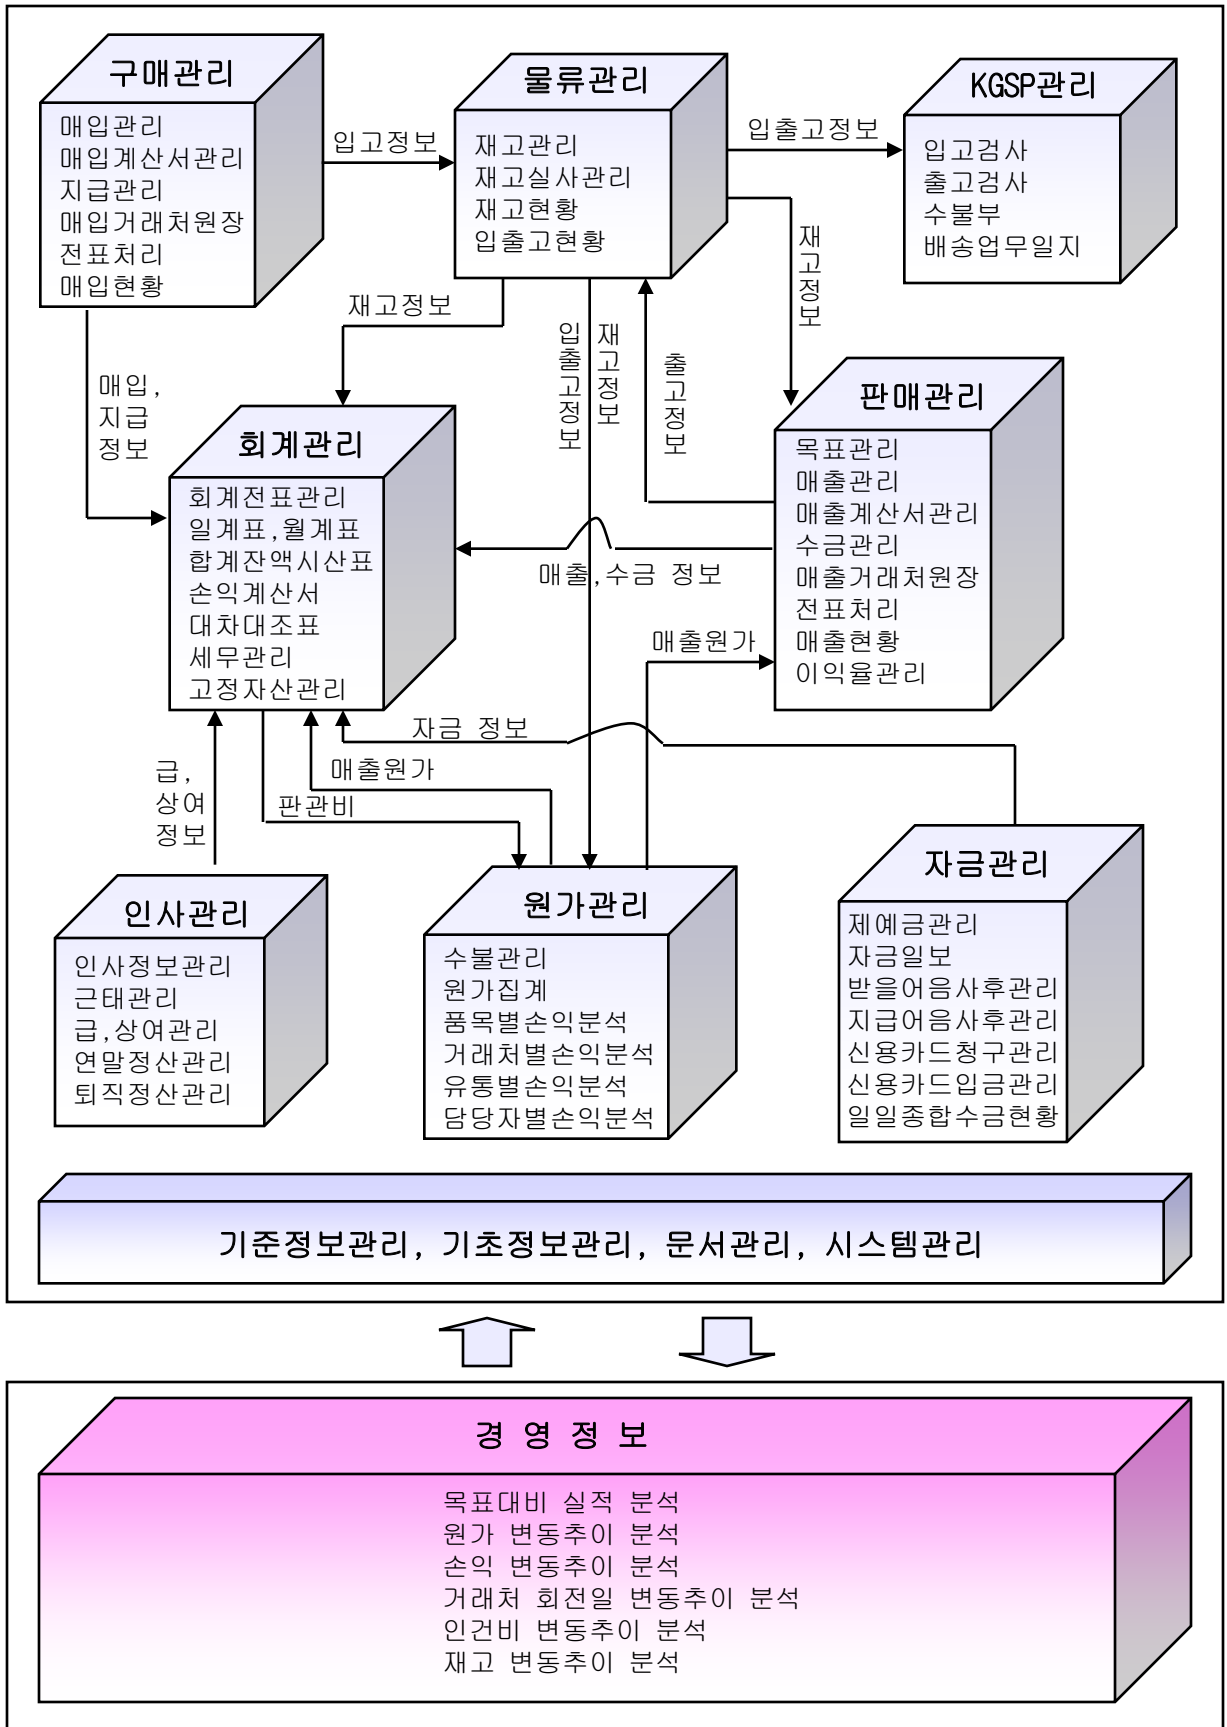 구매관리
매입관리
매입계산서관리
지급관리
매입거래처원장
전표처리
매입현황
입고정보
물류관리
재고관리
재고실사관리
재고현황
입출고현황
입출고정보
KGSP관리
입고검사
출고검사
수불부
배송업무일지
재고정보
재고정보
입출고정보
재고정보
출고정보
매입,
지급
정보
회계관리
회계전표관리
일계표,월계표
합계잔액시산표
손익계산서
대차대조표
세무관리
고정자산관리
판매관리
목표관리
매출관리
매출계산서관리
수금관리
매출거래처원장
전표처리
매출현황
이익율관리
매출,수금 정보
매출원가
자금 정보
매출원가
판관비
급,
상여
정보
인사관리
인사정보관리
근태관리
급,상여관리
연말정산관리
퇴직정산관리
원가관리
수불관리
원가집계
품목별손익분석
거래처별손익분석
유통별손익분석
담당자별손익분석
자금관리
제예금관리
자금일보
받을어음사후관리
지급어음사후관리
신용카드청구관리
신용카드입금관리
일일종합수금현황
기준정보관리, 기초정보관리, 문서관리, 시스템관리
경 영 정 보
목표대비 실적 분석
원가 변동추이 분석
손익 변동추이 분석
거래처 회전일 변동추이 분석
인건비 변동추이 분석
재고 변동추이 분석